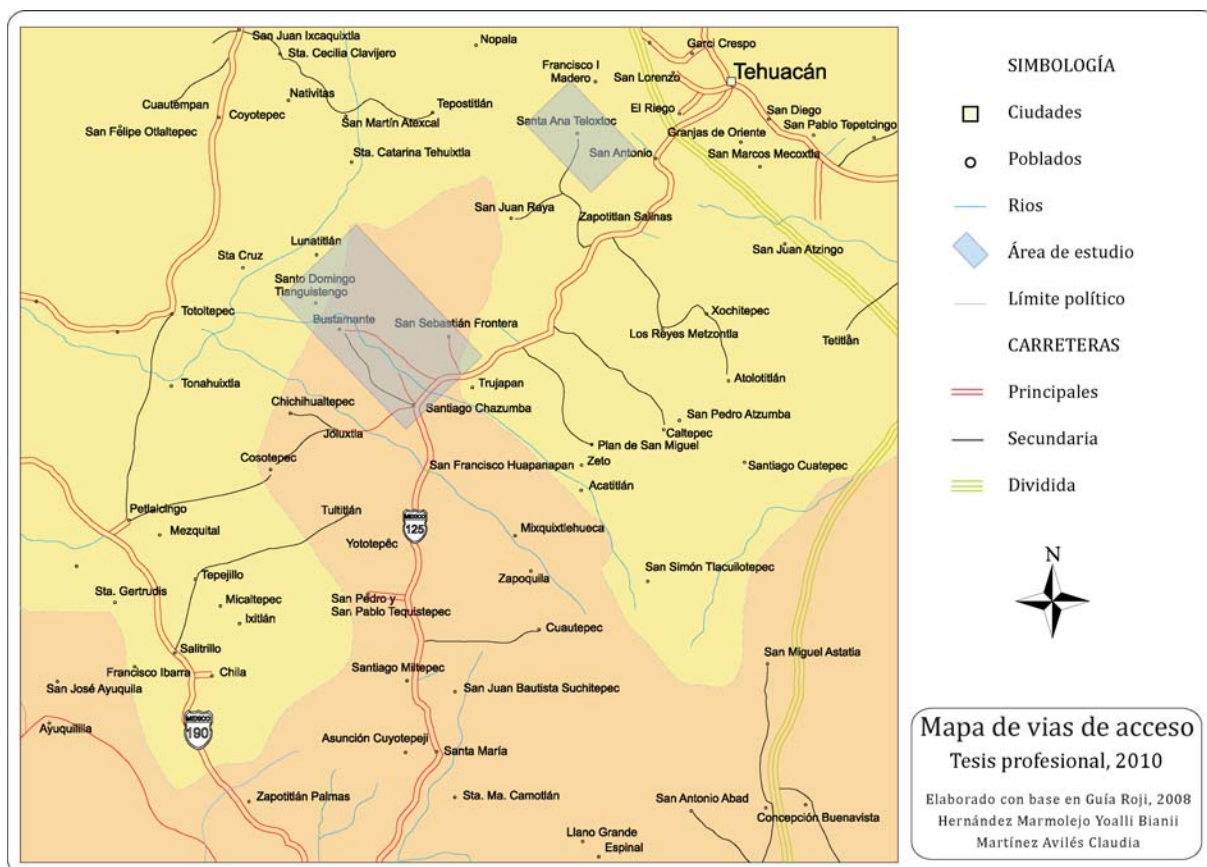 San Juan Ixcaquixtla
Sta. Cecilia Clavijero
Nopala
Garci Crespo
Francisco I
Madero
San Lorenzo
Tehuacán
Cuautempan
Nativitas
Coyotepec
Tepostitlán
San Martín Atexcal
San Felipe Otlaltepec
El Riego
San Diego
Santa Ana Teloxtoc
Granjas de Oriente
San Pablo Tepetcingo
Sta. Catarina Tehuixtla
San Antonio
San Marcos Mecoxtla
San Juan Raya
Zapotitlan Salinas
Lunatitlán
San Juan Atzingo
Sta Cruz
Santo Domingo
Tianguistengo
Totoltepec
Bustamante
San Sebastián Frontera
Xochitepec
Los Reyes Metzontla
Tetitlán
Tonahuixtla
Trujapan
Atolotitlán
Chichihualtepec
Santiago Chazumba
San Pedro Atzumba
Joluxtla
Caltepec
Plan de San Miguel
Cosotepec
San Francisco Huapanapan
Zeto
Santiago Cuatepec
Acatitlán
Petlalcingo
Tultitlán
MEXICO
125
Mezquital
Mixquixtlehueca
Yototepec
Tepejillo
Zapoquila
San Simón Tlacuilotepec
Sta. Gertrudis
Micaltepec
San Pedro y
San Pablo Tequistepec
Ixitlán
Cuautepec
Salitrillo
San Miguel Astatia
Francisco Ibarra
Chila
Santiago Miltepec
San José Ayuquila
San Juan Bautista Suchitepec
MEXICO
190
Ayuquililla
Asunción Cuyotepeji
Santa María
Zapotitlán Palmas
Sta. Ma. Camotlán
San Antonio Abad
Concepción Buenavista
Llano Grande
Espinal
SIMBOLOGÍA
Ciudades
Poblados
Rios
Área de estudio
Límite político
CARRETERAS
Principales
Secundaria
Dividida
N
Mapa de vias de acceso
Tesis profesional, 2010
Elaborado con base en Guía Roji, 2008
Hernández Marmolejo Yoalli Bianii
Martínez Avilés Claudia